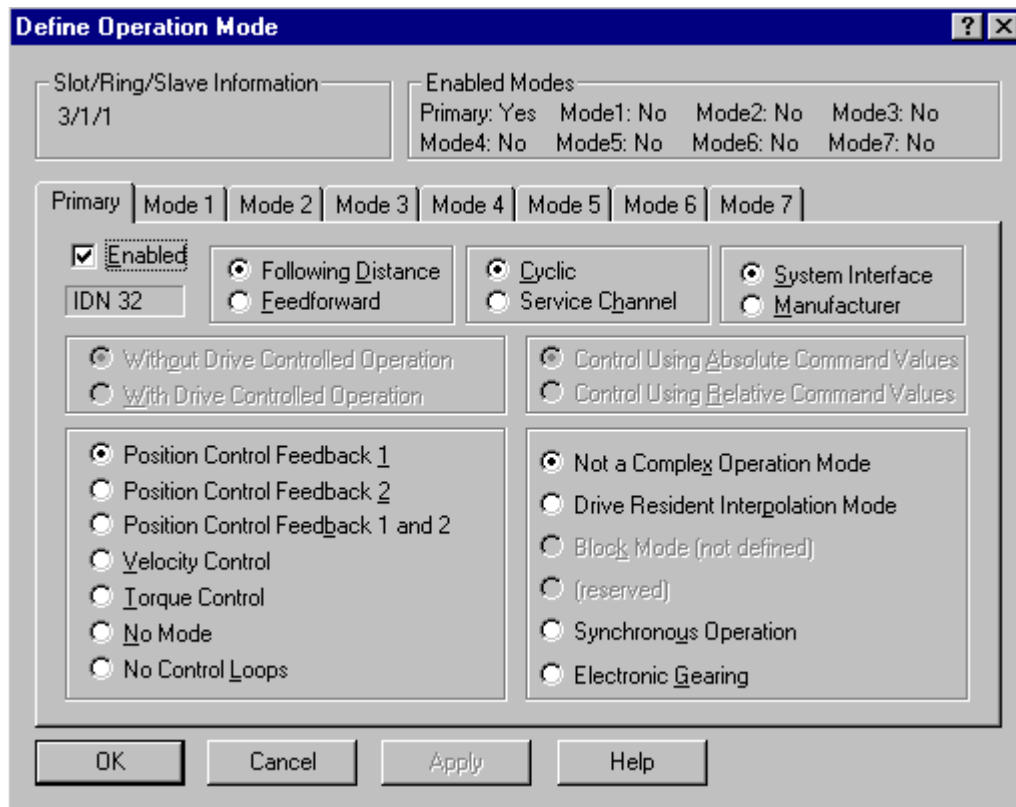 Define Operation Mode
Slot/Ring/Slave Information
3/1/1
Enabled Modes
Primary: Yes Mode1: No Mode2: No Mode3: No
Mode4: No Mode5: No Mode6: No Mode7: No
Primary Mode 1 Mode 2 Mode 3 Mode 4 Mode 5 Mode 6 Mode 7
Enabled
IDN 32
Following Distance
Feedforward
Cyclic
Service Channel
System Interface
Manufacturer
Without Drive Controlled Operation
With Drive Controlled Operation
Control Using Absolute Command Values
Control Using Relative Command Values
Position Control Feedback 1
Position Control Feedback 2
Position Control Feedback 1 and 2
Velocity Control
Torque Control
No Mode
No Control Loops
Not a Complex Operation Mode
Drive Resident Interpolation Mode
Block Mode (not defined)
(reserved)
Synchronous Operation
Electronic Gearing
OK Cancel Apply Help